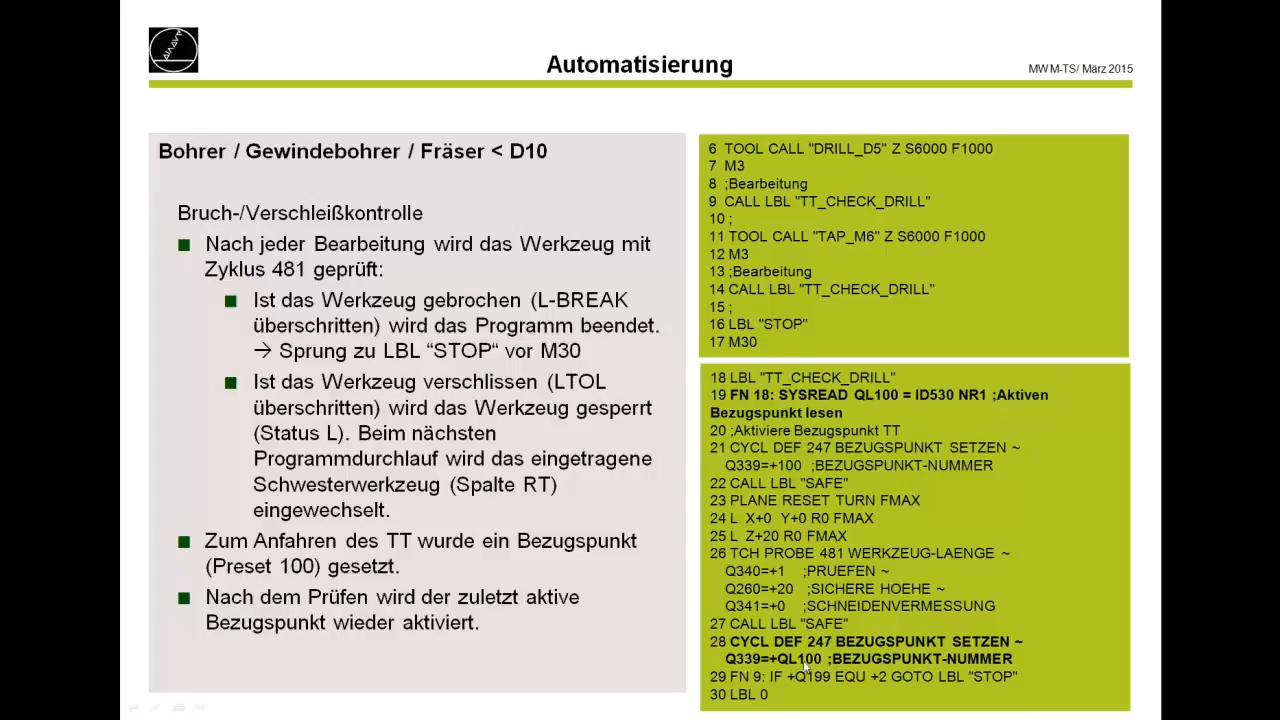 Automatisierung
MWM-TS/ März 2015
Bohrer / Gewindebohrer / Fräser < D10
Bruch-/Verschleißkontrolle
Nach jeder Bearbeitung wird das Werkzeug mit
Zyklus 481 geprüft:
Ist das Werkzeug gebrochen (L-BREAK
überschritten) wird das Programm beendet.
→ Sprung zu LBL “STOP“ vor M30
Ist das Werkzeug verschlissen (LTOL
überschritten) wird das Werkzeug gesperrt
(Status L). Beim nächsten
Programmdurchlauf wird das eingetragene
Schwesterwerkzeug (Spalte RT)
eingewechselt.
Zum Anfahren des TT wurde ein Bezugspunkt
(Preset 100) gesetzt.
Nach dem Prüfen wird der zuletzt aktive
Bezugspunkt wieder aktiviert.
6 TOOL CALL "DRILL_D5" Z S6000 F1000
7 M3
8 ;Bearbeitung
9 CALL LBL "TT_CHECK_DRILL"
10 ;
11 TOOL CALL "TAP_M6" Z S6000 F1000
12 M3
13 ;Bearbeitung
14 CALL LBL "TT_CHECK_DRILL"
15 ;
16 LBL "STOP"
17 M30
18 LBL "TT_CHECK_DRILL"
19 FN 18: SYSREAD QL100 = ID530 NR1 ;Aktiven
Bezugspunkt lesen
20 ;Aktiviere Bezugspunkt TT
21 CYCL DEF 247 BEZUGSPUNKT SETZEN ~
Q339=+100 ;BEZUGSPUNKT-NUMMER
22 CALL LBL "SAFE"
23 PLANE RESET TURN FMAX
24 L X+0 Y+0 R0 FMAX
25 L Z+20 R0 FMAX
26 TCH PROBE 481 WERKZEUG-LAENGE ~
Q340=+1 ;PRUEFEN ~
Q260=+20 ;SICHERE HOEHE ~
Q341=+0 ;SCHNEIDENVERMESSUNG
27 CALL LBL "SAFE"
28 CYCL DEF 247 BEZUGSPUNKT SETZEN ~
Q339=+QL100 ;BEZUGSPUNKT-NUMMER
29 FN 9: IF +Q199 EQU +2 GOTO LBL "STOP"
30 LBL 0